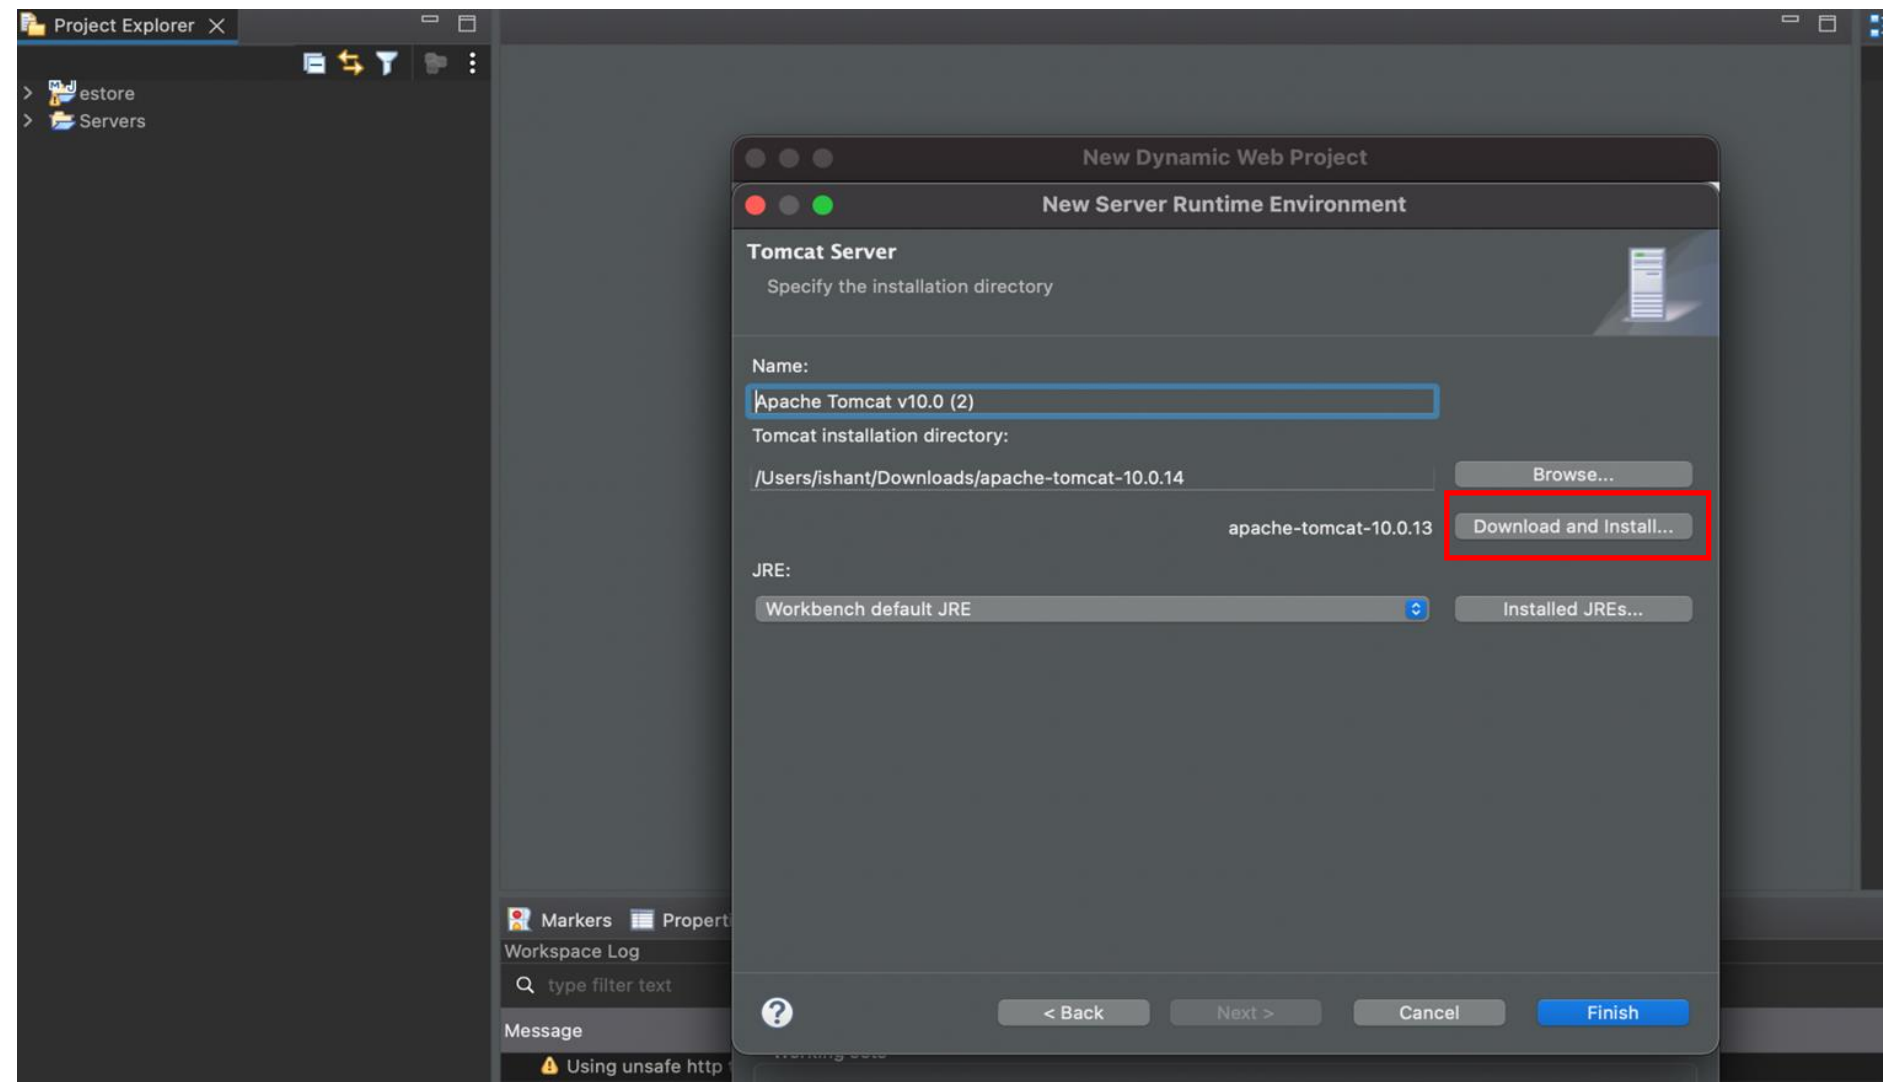 Project Explorer
estore
Servers
New Dynamic Web Project
New Server Runtime Environment
Tomcat Server
Specify the installation directory
Name:
Apache Tomcat v10.0 (2)
Tomcat installation directory:
/Users/ishant/Downloads/apache-tomcat-10.0.14
Browse...
apache-tomcat-10.0.13
Download and Install...
JRE:
Workbench default JRE
Installed JREs...
Markers
Properti
Workspace Log
type filter text
Message
Using unsafe http
< Back
Next >
Cancel
Finish